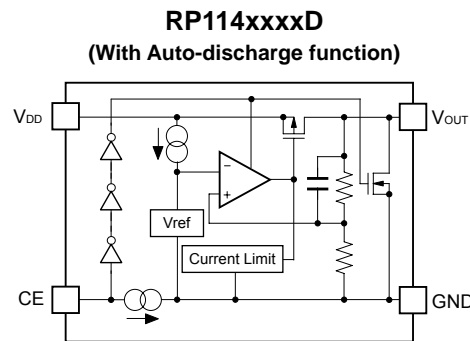 RP114xxxxD
(With Auto-discharge function)
VDD
VOUT
−
+
Vref
Current Limit
CE
GND